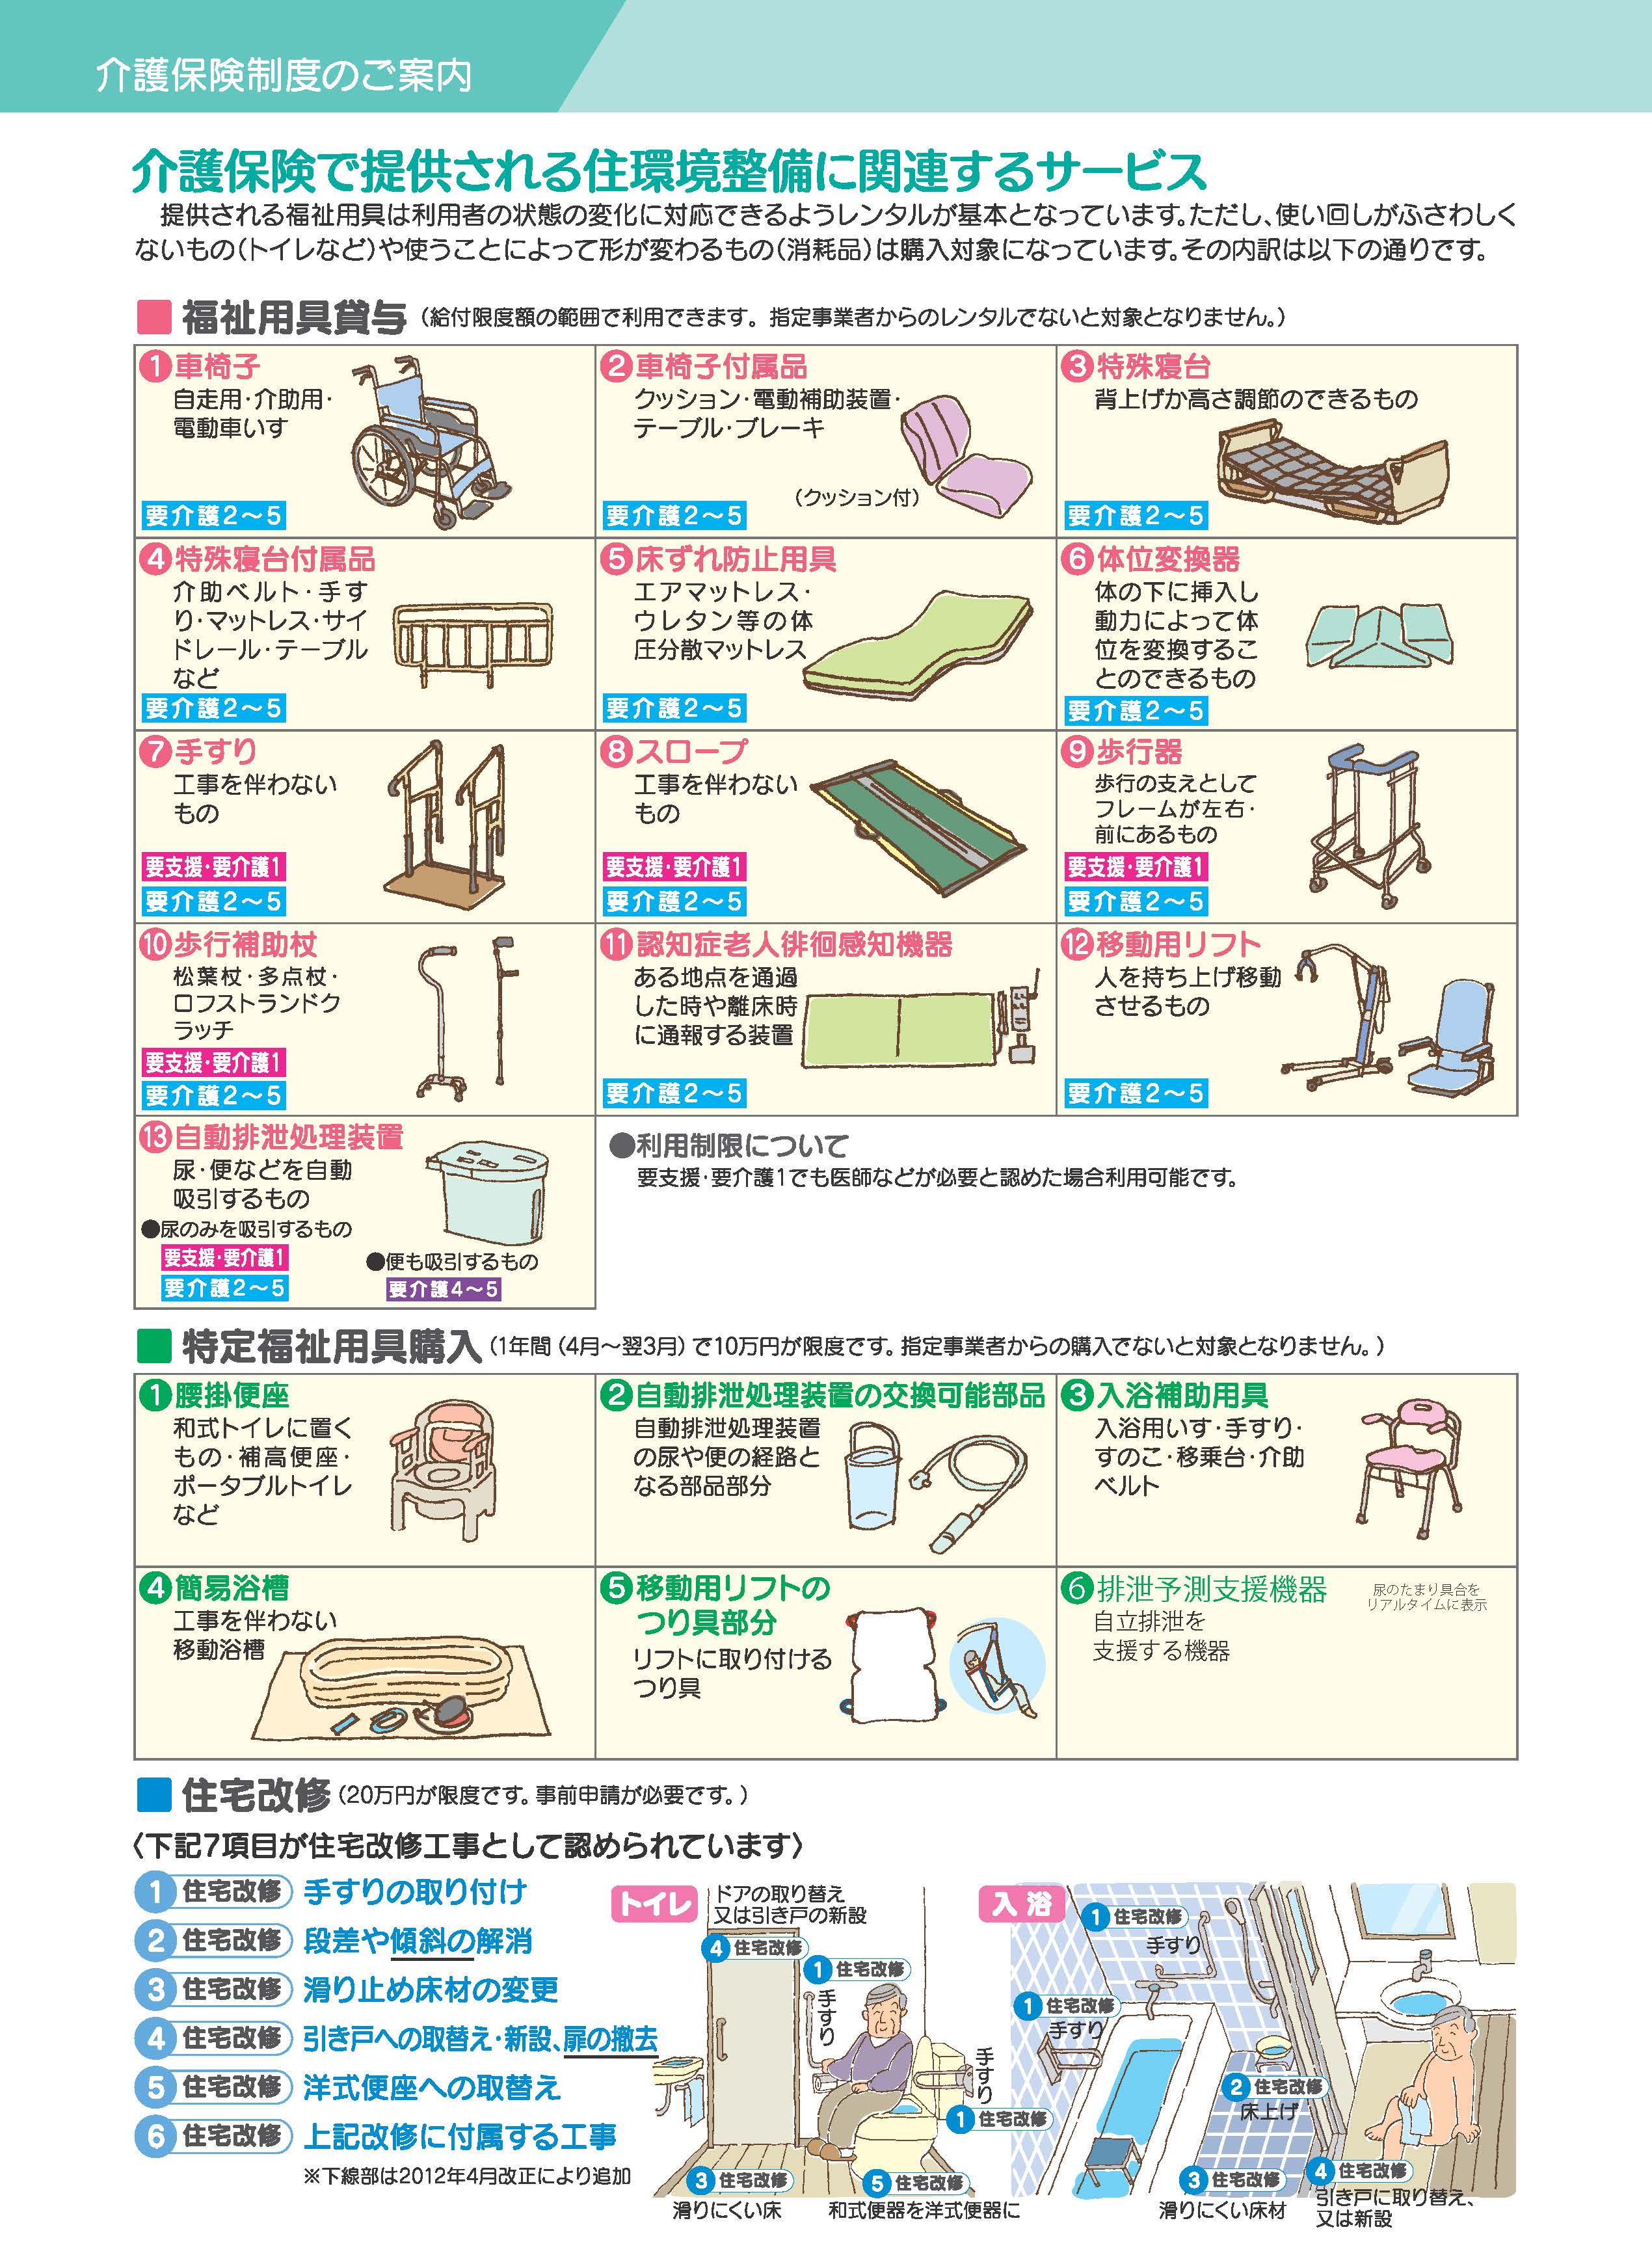 介護保険制度のご案内
介護保険で提供される住環境整備に関連するサービス
提供される福祉用具は利用者の状態の変化に対応できるようレンタルが基本となっています。ただし、使い回しがふさわしく
ないもの(トイレなど)や使うことによって形が変わるもの(消耗品)は購入対象になっています。その内訳は以下の通りです。
■ 福祉用具貸与(給付限度額の範囲で利用できます。指定事業者からのレンタルでないと対象となりません。)
❶車椅子
自走用・介助用・
電動車いす
要介護2〜5
❷車椅子付属品
クッション・電動補助装置・
テーブル・ブレーキ
(クッション付)
要介護2〜5
❸特殊寝台
背上げか高さ調節のできるもの
要介護2〜5
❹特殊寝台付属品
介助ベルト・手す
り・マットレス・サイ
ドレール・テーブル
など
要介護2〜5
❺床ずれ防止用具
エアマットレス・
ウレタン等の体
圧分散マットレス
要介護2〜5
❻体位変換器
体の下に挿入し
動力によって体
位を変換するこ
とのできるもの
要介護2〜5
❼手すり
工事を伴わない
もの
要支援・要介護1
要介護2〜5
❽スロープ
工事を伴わない
もの
要支援・要介護1
要介護2〜5
❾歩行器
歩行の支えとして
フレームが左右・
前にあるもの
要支援・要介護1
要介護2〜5
❿歩行補助杖
松葉杖・多点杖・
ロフストランドク
ラッチ
要支援・要介護1
要介護2〜5
⓫認知症老人徘徊感知機器
ある地点を通過
した時や離床時
に通報する装置
要介護2〜5
⓬移動用リフト
人を持ち上げ移動
させるもの
要介護2〜5
⓭自動排泄処理装置
尿・便などを自動
吸引するもの
●尿のみを吸引するもの
要支援・要介護1
要介護2〜5
●便も吸引するもの
要介護4〜5
●利用制限について
要支援・要介護1でも医師などが必要と認めた場合利用可能です。
■ 特定福祉用具購入(1年間(4月〜翌3月)で10万円が限度です。指定事業者からの購入でないと対象となりません。)
❶腰掛便座
和式トイレに置く
もの・補高便座・
ポータブルトイレ
など
❷自動排泄処理装置の交換可能部品
自動排泄処理装置
の尿や便の経路と
なる部品部分
❸入浴補助用具
入浴用いす・手すり・
すのこ・移乗台・介助
ベルト
❹簡易浴槽
工事を伴わない
移動浴槽
❺移動用リフトの
つり具部分
リフトに取り付ける
つり具
❻排泄予測支援機器
自立排泄を
支援する機器
尿のたまり具合を
リアルタイムに表示
■ 住宅改修(20万円が限度です。事前申請が必要です。)
〈下記7項目が住宅改修工事として認められています〉
1 住宅改修 手すりの取り付け
2 住宅改修 段差や傾斜の解消
3 住宅改修 滑り止め床材の変更
4 住宅改修 引き戸への取替え・新設、扉の撤去
5 住宅改修 洋式便座への取替え
6 住宅改修 上記改修に付属する工事
※下線部は2012年4月改正により追加
トイレ
ドアの取り替え
又は引き戸の新設
4 住宅改修
1 住宅改修
手すり
手すり
1 住宅改修
3 住宅改修
滑りにくい床
5 住宅改修
和式便器を洋式便器に
入浴
1 住宅改修
手すり
1 住宅改修
手すり
2 住宅改修
床上げ
3 住宅改修
滑りにくい床材
4 住宅改修
引き戸に取り替え、
又は新設